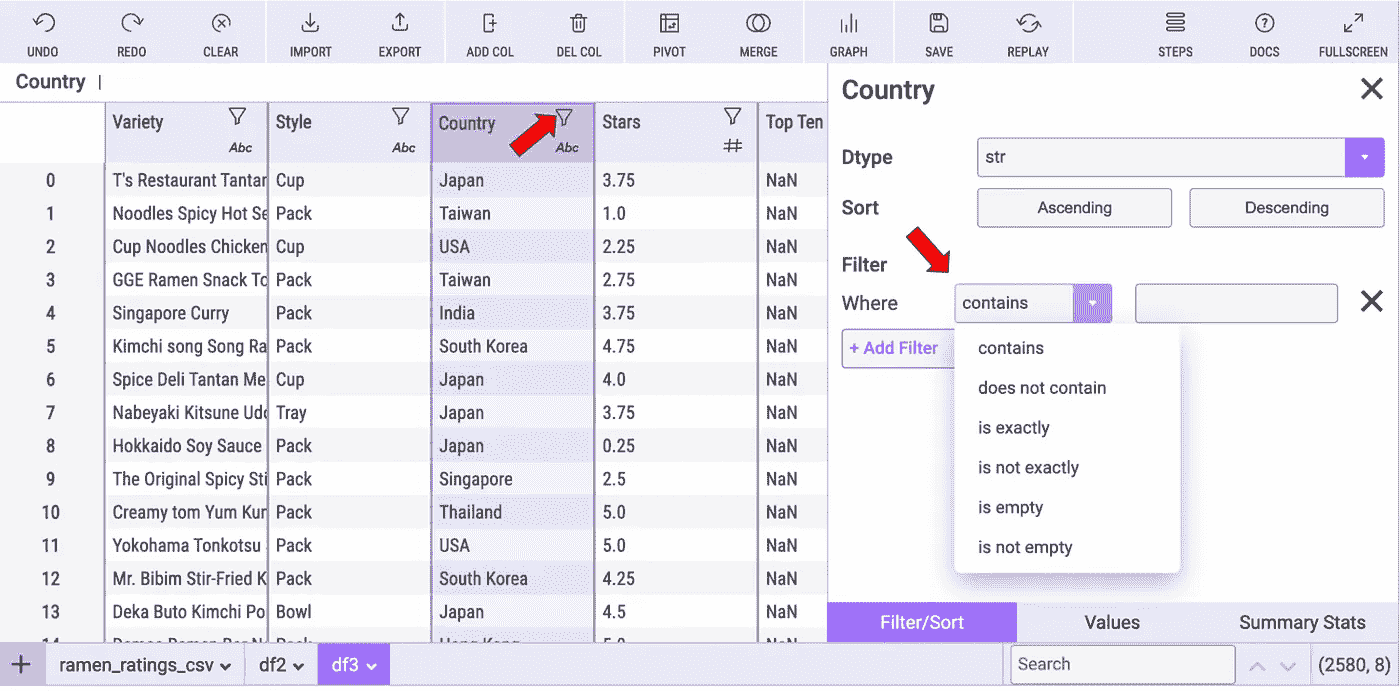 UNDO REDO CLEAR IMPORT EXPORT ADD COL DEL COL PIVOT MERGE GRAPH SAVE REPLAY STEPS DOCS FULLSCREEN
Country
Variety Style Country Stars Top Ten
Abc Abc Abc #
0 T's Restaurant Tantan Cup Japan 3.75 NaN
1 Noodles Spicy Hot Se Pack Taiwan 1.0 NaN
2 Cup Noodles Chicken Cup USA 2.25 NaN
3 GGE Ramen Snack To Pack Taiwan 2.75 NaN
4 Singapore Curry Pack India 3.75 NaN
5 Kimchi song Song Ra Pack South Korea 4.75 NaN
6 Spice Deli Tantan Me Cup Japan 4.0 NaN
7 Nabeyaki Kitsune Udo Tray Japan 3.75 NaN
8 Hokkaido Soy Sauce Pack Japan 0.25 NaN
9 The Original Spicy Sti Pack Singapore 2.5 NaN
10 Creamy tom Yum Kun Pack Thailand 5.0 NaN
11 Yokohama Tonkotsu Pack USA 5.0 NaN
12 Mr. Bibim Stir-Fried K Pack South Korea 4.25 NaN
13 Deka Buto Kimchi Po Bowl Japan 4.5 NaN
Country
Dtype str
Sort Ascending Descending
Filter
Where contains
+ Add Filter
contains
does not contain
is exactly
is not exactly
is empty
is not empty
Filter/Sort Values Summary Stats
+ ramen_ratings_csv df2 df3 Search (2580, 8)